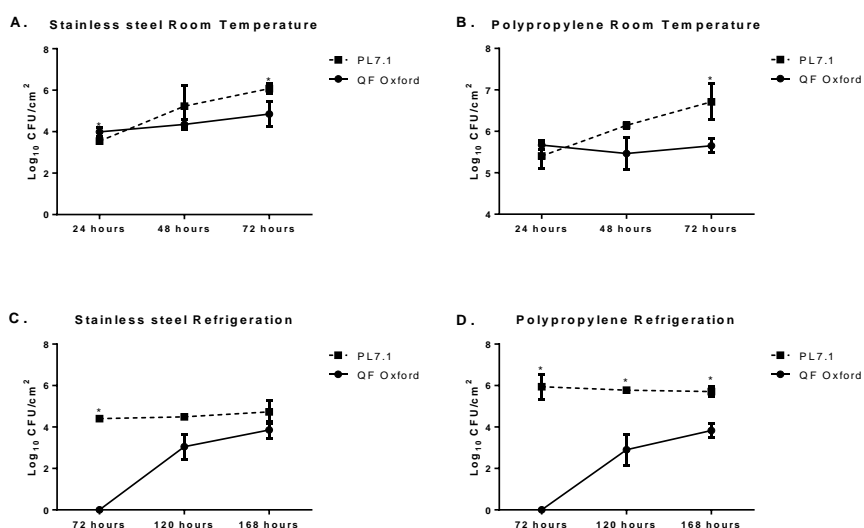 A. Stainless steel Room Temperature
8
6
4
2
0
Log10 CFU/cm2
24 hours 48 hours 72 hours
*
*
PL7.1
QF Oxford
B. Polypropylene Room Temperature
8
7
6
5
4
Log10 CFU/cm2
24 hours 48 hours 72 hours
*
PL7.1
QF Oxford
C. Stainless steel Refrigeration
8
6
4
2
0
Log10 CFU/cm2
72 hours 120 hours 168 hours
*
PL7.1
QF Oxford
D. Polypropylene Refrigeration
8
6
4
2
0
Log10 CFU/cm2
72 hours 120 hours 168 hours
*
*
*
PL7.1
QF Oxford